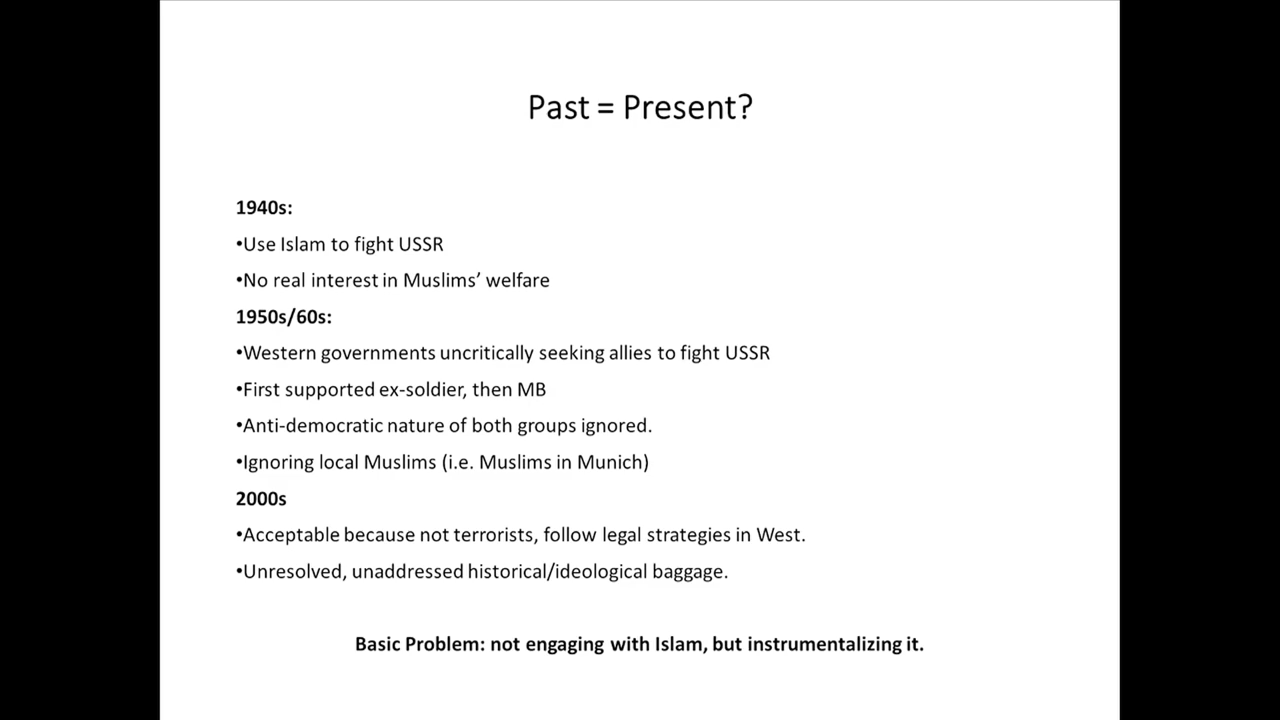 Past = Present?
1940s:
•Use Islam to fight USSR
•No real interest in Muslims’ welfare
1950s/60s:
•Western governments uncritically seeking allies to fight USSR
•First supported ex-soldier, then MB
•Anti-democratic nature of both groups ignored.
•Ignoring local Muslims (i.e. Muslims in Munich)
2000s
•Acceptable because not terrorists, follow legal strategies in West.
•Unresolved, unaddressed historical/ideological baggage.
Basic Problem: not engaging with Islam, but instrumentalizing it.